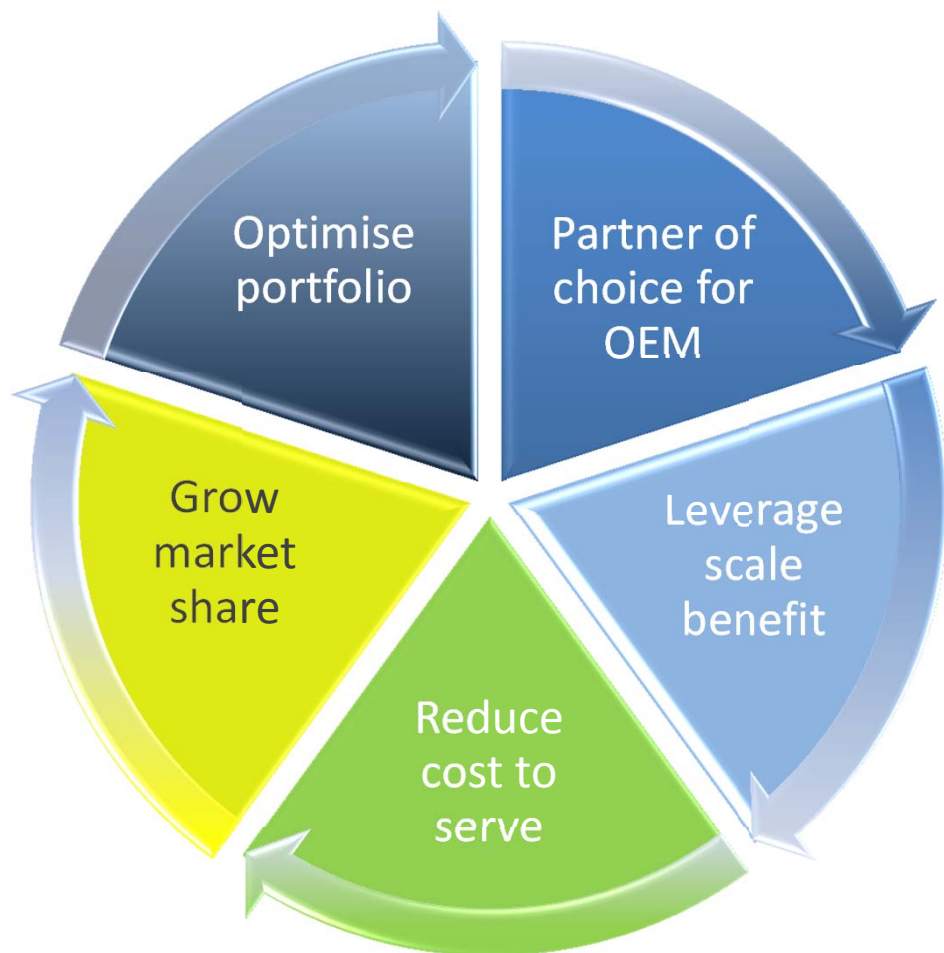 Optimise
portfolio
Partner of
choice for
OEM
Leverage
scale
benefit
Reduce
cost to
serve
Grow
market
share